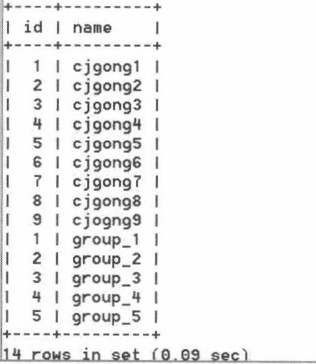 +----+----------+
| id | name     |
+----+----------+
|  1 | cjgong1 |
|  2 | cjgong2 |
|  3 | cjgong3 |
|  4 | cjgong4 |
|  5 | cjgong5 |
|  6 | cjgong6 |
|  7 | cjgong7 |
|  8 | cjgong8 |
|  9 | cjogng9 |
|  1 | group_1 |
|  2 | group_2 |
|  3 | group_3 |
|  4 | group_4 |
|  5 | group_5 |
+----+----------+
14 rows in set (0.09 sec)